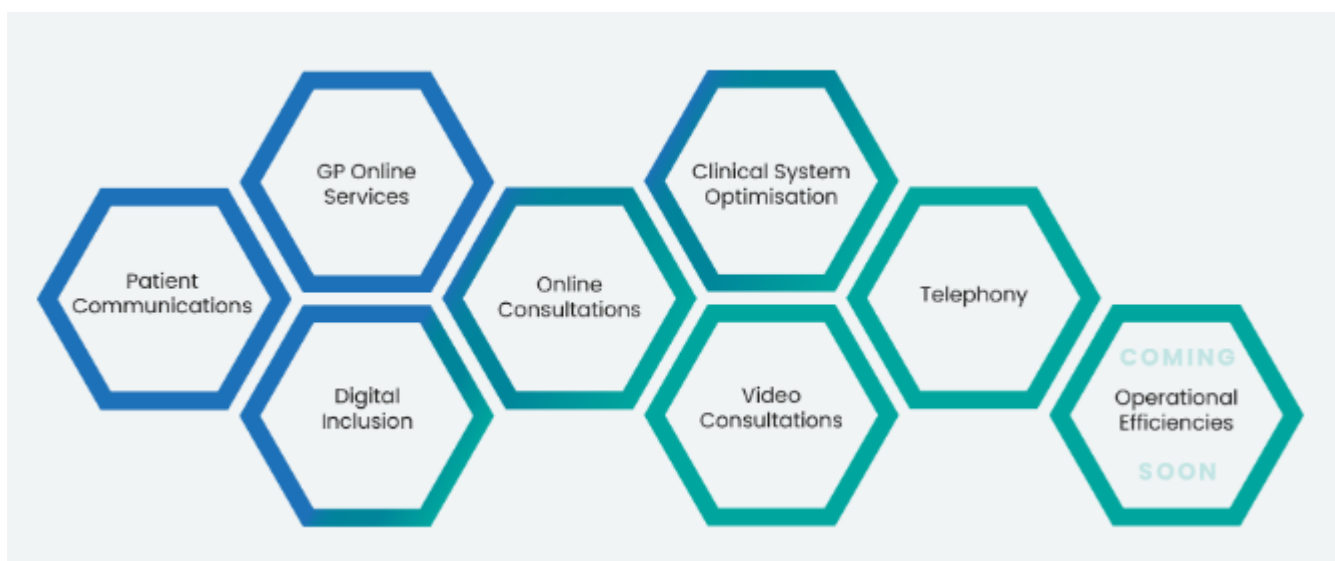 GP Online
Services
Clinical System
Optimisation
Patient
Communications
Online
Consultations
Telephony
Digital
Inclusion
Video
Consultations
COMING
Operational
Efficiencies
SOON